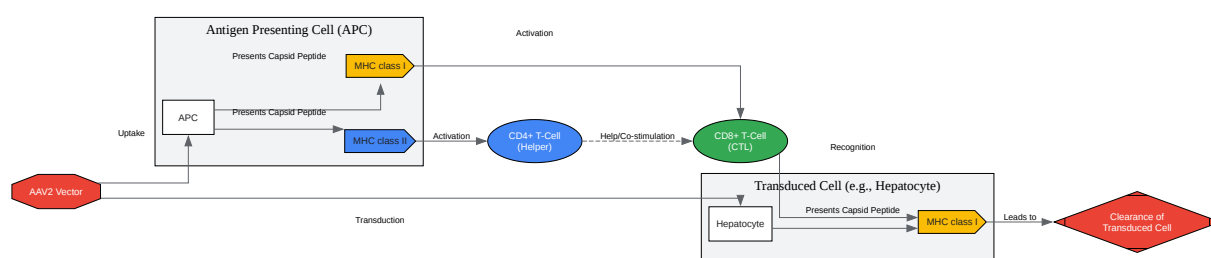 Antigen Presenting Cell (APC)
Activation
Presents Capsid Peptide
MHC class I
Presents Capsid Peptide
APC
Uptake
MHC class II
Activation
CD4+ T-Cell
(Helper)
Help/Co-stimulation
CD8+ T-Cell
(CTL)
Recognition
AAV2 Vector
Transduction
Transduced Cell (e.g., Hepatocyte)
Hepatocyte
Presents Capsid Peptide
MHC class I
Leads to
Clearance of
Transduced Cell